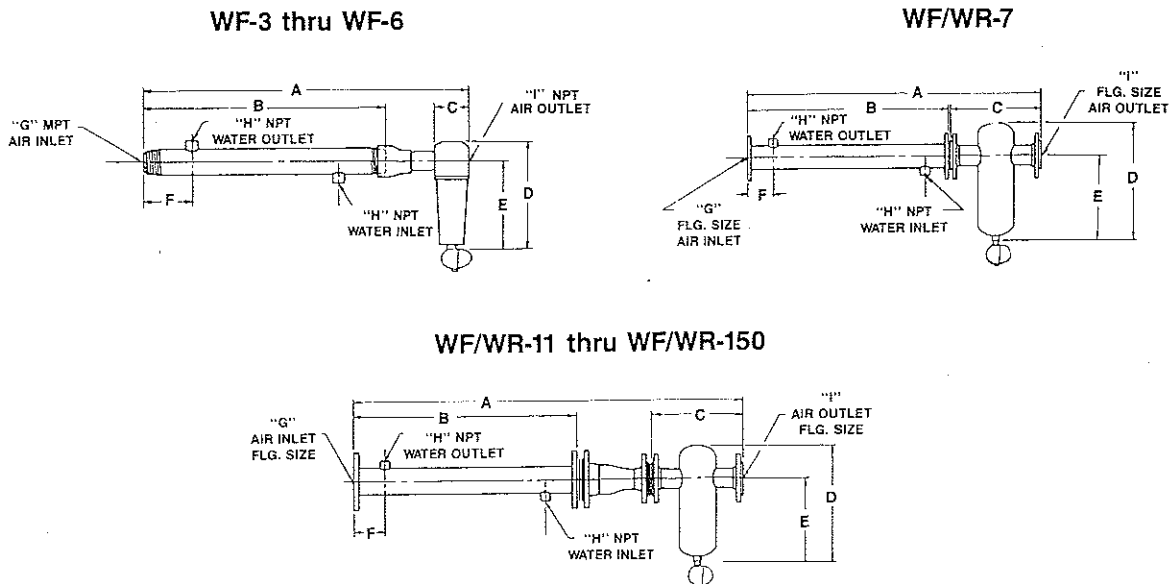 WF-3 thru WF-6
A
B
C
"G" MPT
AIR INLET
"H" NPT
WATER OUTLET
"I" NPT
AIR OUTLET
F
"H" NPT
WATER INLET
E
D
WF/WR-7
A
B
C
"I"
FLG. SIZE
AIR OUTLET
"H" NPT
WATER OUTLET
F
"G"
FLG. SIZE
AIR INLET
"H" NPT
WATER INLET
E
D
WF/WR-11 thru WF/WR-150
A
B
C
"G"
AIR INLET
FLG. SIZE
"H" NPT
WATER OUTLET
"I"
AIR OUTLET
FLG. SIZE
F
"H" NPT
WATER INLET
E
D